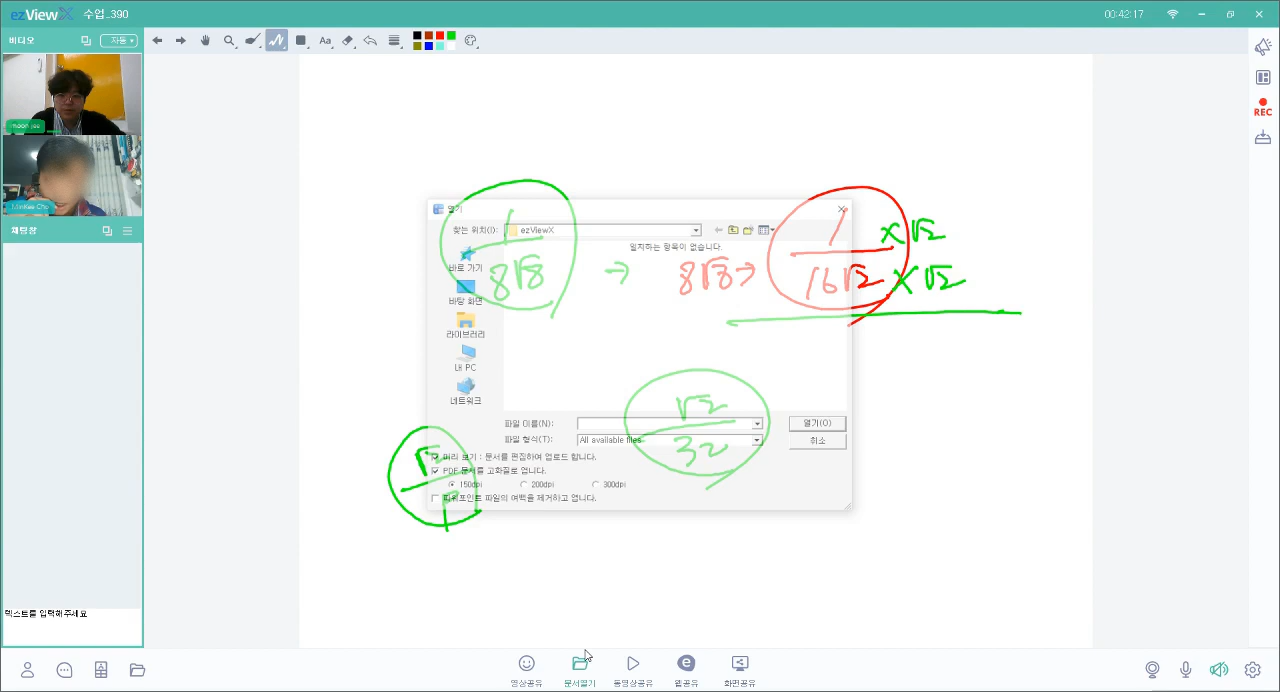 ezViewX 수업_390
00:42:17
비디오
자동
Aa
moon jae
MinKee Cho
채팅창
REC
열기
찾는 위치(I):
ezViewX
일치하는 항목이 없습니다.
바로 가기
바탕 화면
라이브러리
내 PC
네트워크
1
8√8
→
8√8→
1
16√2
×√2
×√2
√2
32
√2
P
파일 이름(N):
열기(O)
파일 형식(T):
All available files
취소
미리 보기 : 문서를 편집하여 업로드 합니다.
PDF 문서를 고화질로 엽니다.
150dpi
200dpi
300dpi
파워포인트 파일의 여백을 제거하고 엽니다.
텍스트를 입력해주세요
영상공유
문서열기
동영상공유
웹공유
화면공유